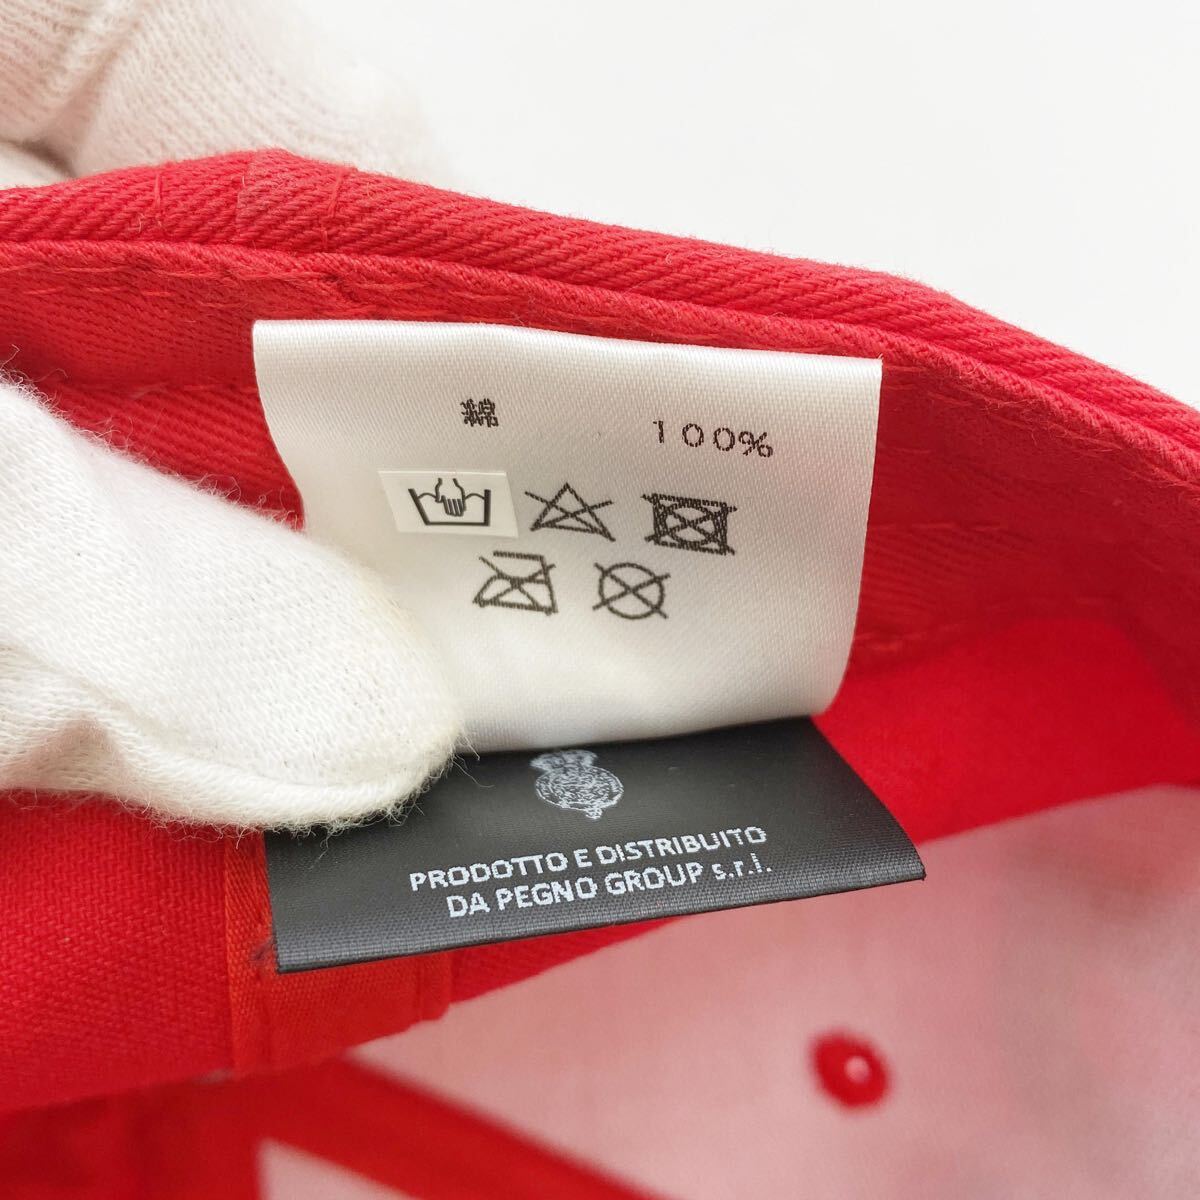 綿 100%
PRODOTTO E DISTRIBUITO
DA PEGNO GROUP s.r.l.